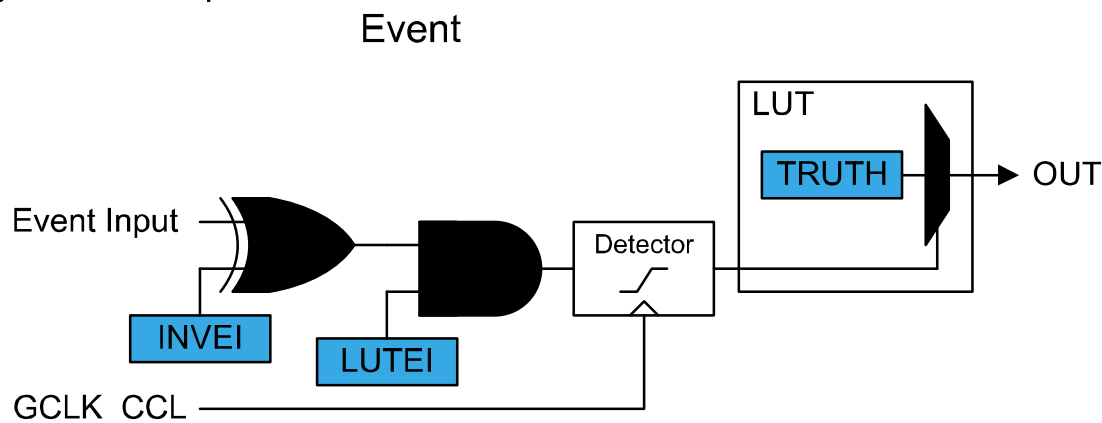 Event
LUT
TRUTH
OUT
Event Input
Detector
INVEI
LUTEI
GCLK CCL